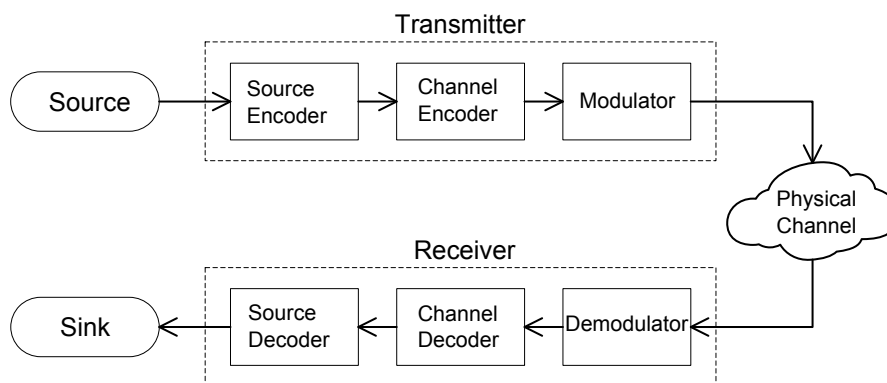 Transmitter
Source
Source
Encoder
Channel
Encoder
Modulator
Physical
Channel
Receiver
Sink
Source
Decoder
Channel
Decoder
Demodulator